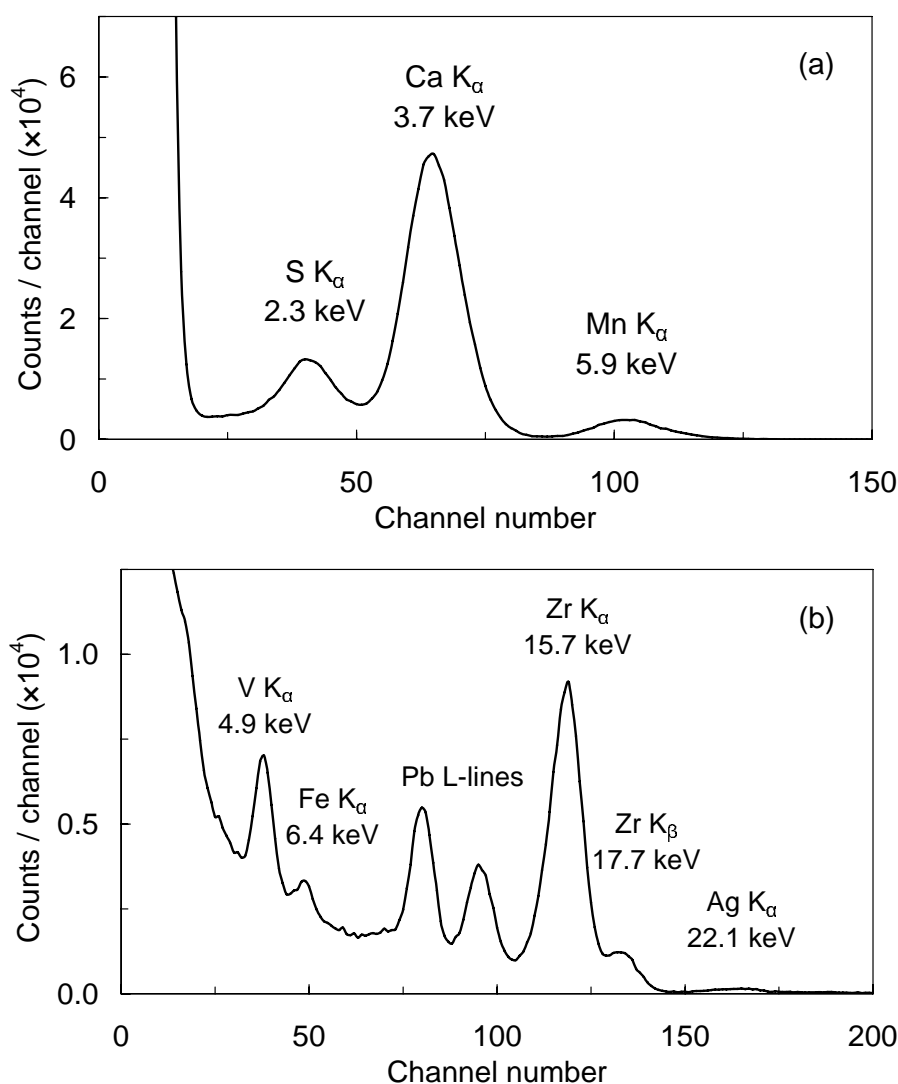 (a)
Counts / channel (×10⁴)
6
4
2
0
S Kα
2.3 keV
Ca Kα
3.7 keV
Mn Kα
5.9 keV
0 50 100 150
Channel number
(b)
Counts / channel (×10⁴)
1.0
0.5
0.0
V Kα
4.9 keV
Fe Kα
6.4 keV
Pb L-lines
Zr Kα
15.7 keV
Zr Kβ
17.7 keV
Ag Kα
22.1 keV
0 50 100 150 200
Channel number